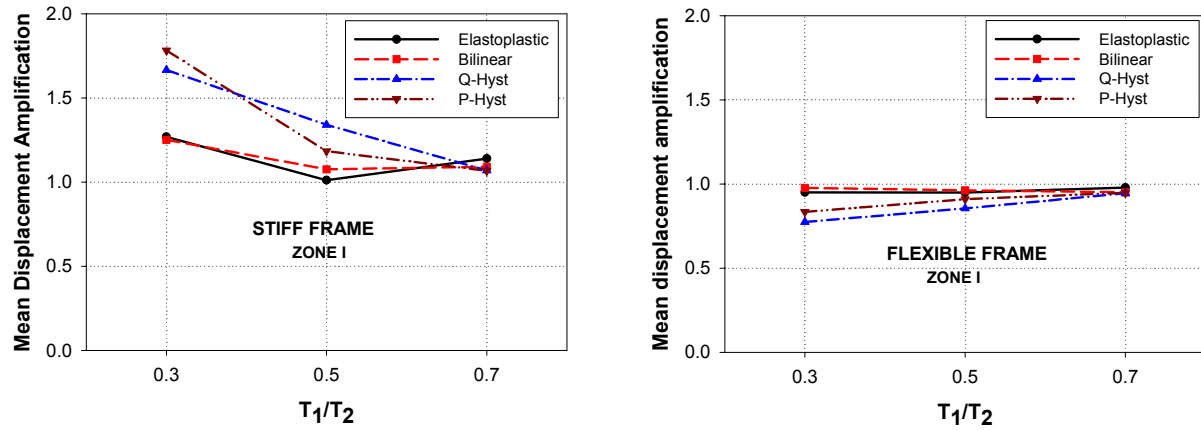 Mean Displacement Amplification
2.0
1.5
1.0
0.5
0.0
Elastoplastic
Bilinear
Q-Hyst
P-Hyst
STIFF FRAME
ZONE I
0.3
0.5
0.7
T1/T2
Mean displacement amplification
2.0
1.5
1.0
0.5
0.0
Elastoplastic
Bilinear
Q-Hyst
P-Hyst
FLEXIBLE FRAME
ZONE I
0.3
0.5
0.7
T1/T2